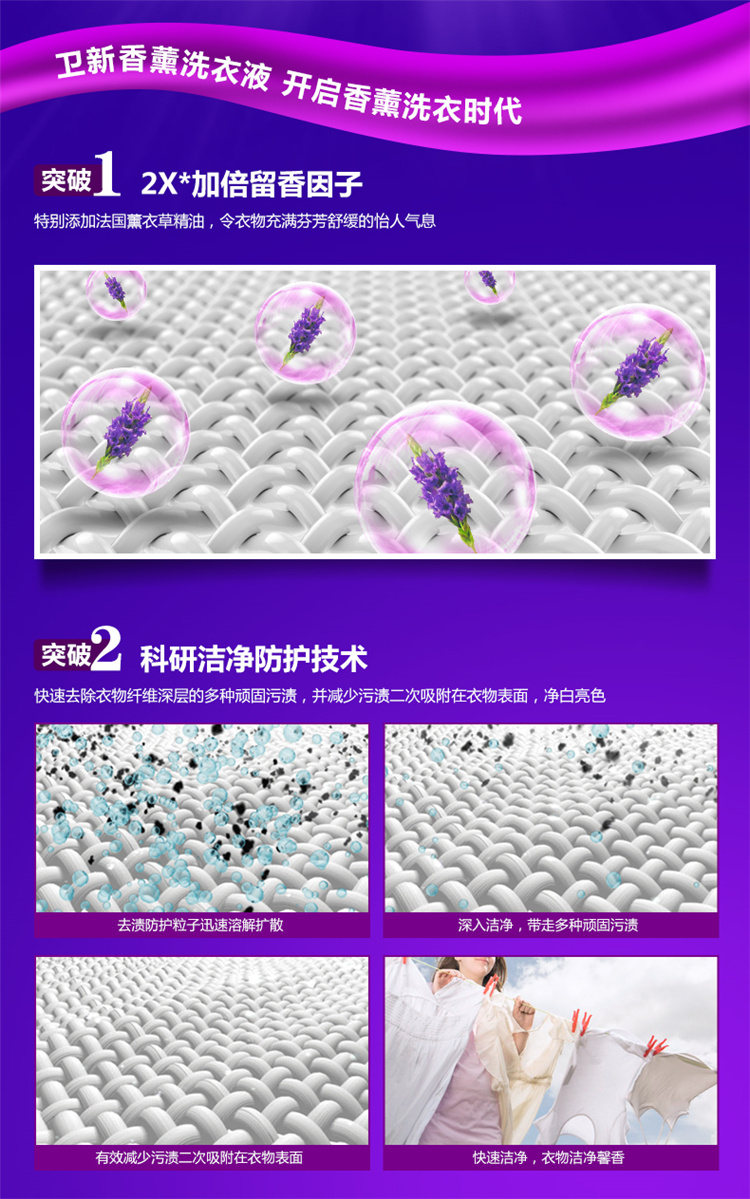 卫新香薰洗衣液 开启香薰洗衣时代
突破1 2X*加倍留香因子
特别添加法国薰衣草精油，令衣物充满芬芳舒缓的怡人气息
突破2 科研洁净防护技术
快速去除衣物纤维深层的多种顽固污渍，并减少污渍二次吸附在衣物表面，净白亮色
去渍防护粒子迅速溶解扩散
深入洁净，带走多种顽固污渍
有效减少污渍二次吸附在衣物表面
快速洁净，衣物洁净馨香